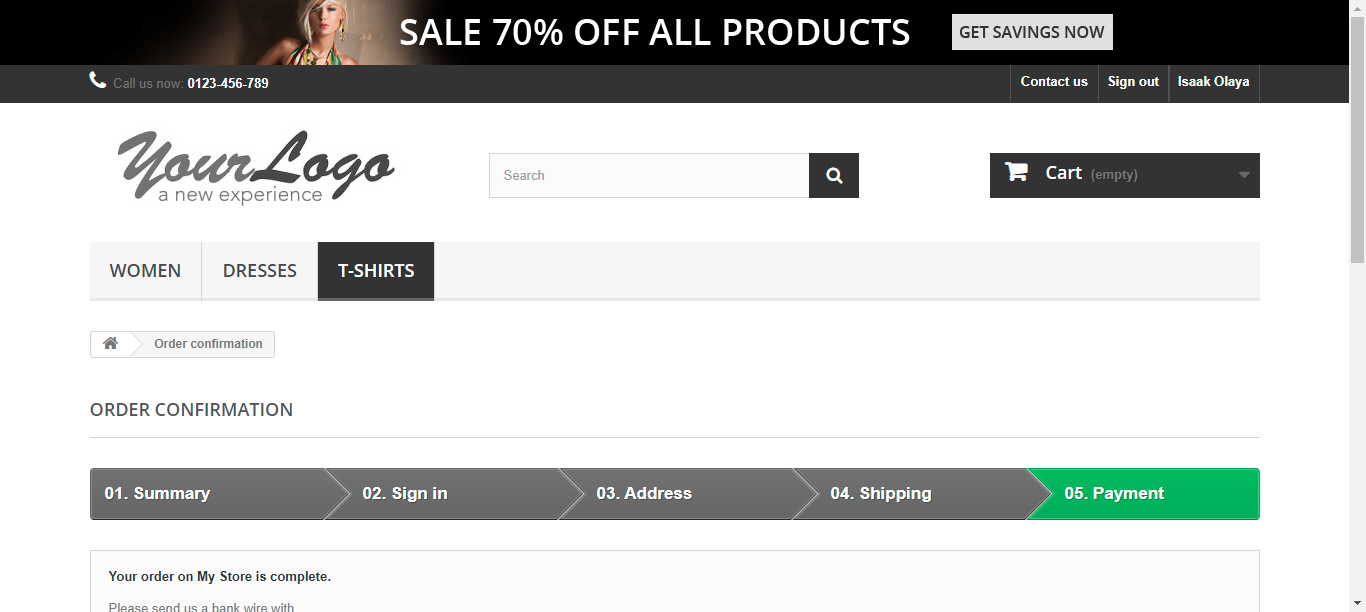 SALE 70% OFF ALL PRODUCTS
GET SAVINGS NOW
Call us now: 0123-456-789
Contact us
Sign out
Isaak Olaya
Your Logo
a new experience
Search
Cart (empty)
WOMEN
DRESSES
T-SHIRTS
Order confirmation
ORDER CONFIRMATION
01. Summary
02. Sign in
03. Address
04. Shipping
05. Payment
Your order on My Store is complete.
Please send us a bank wire with